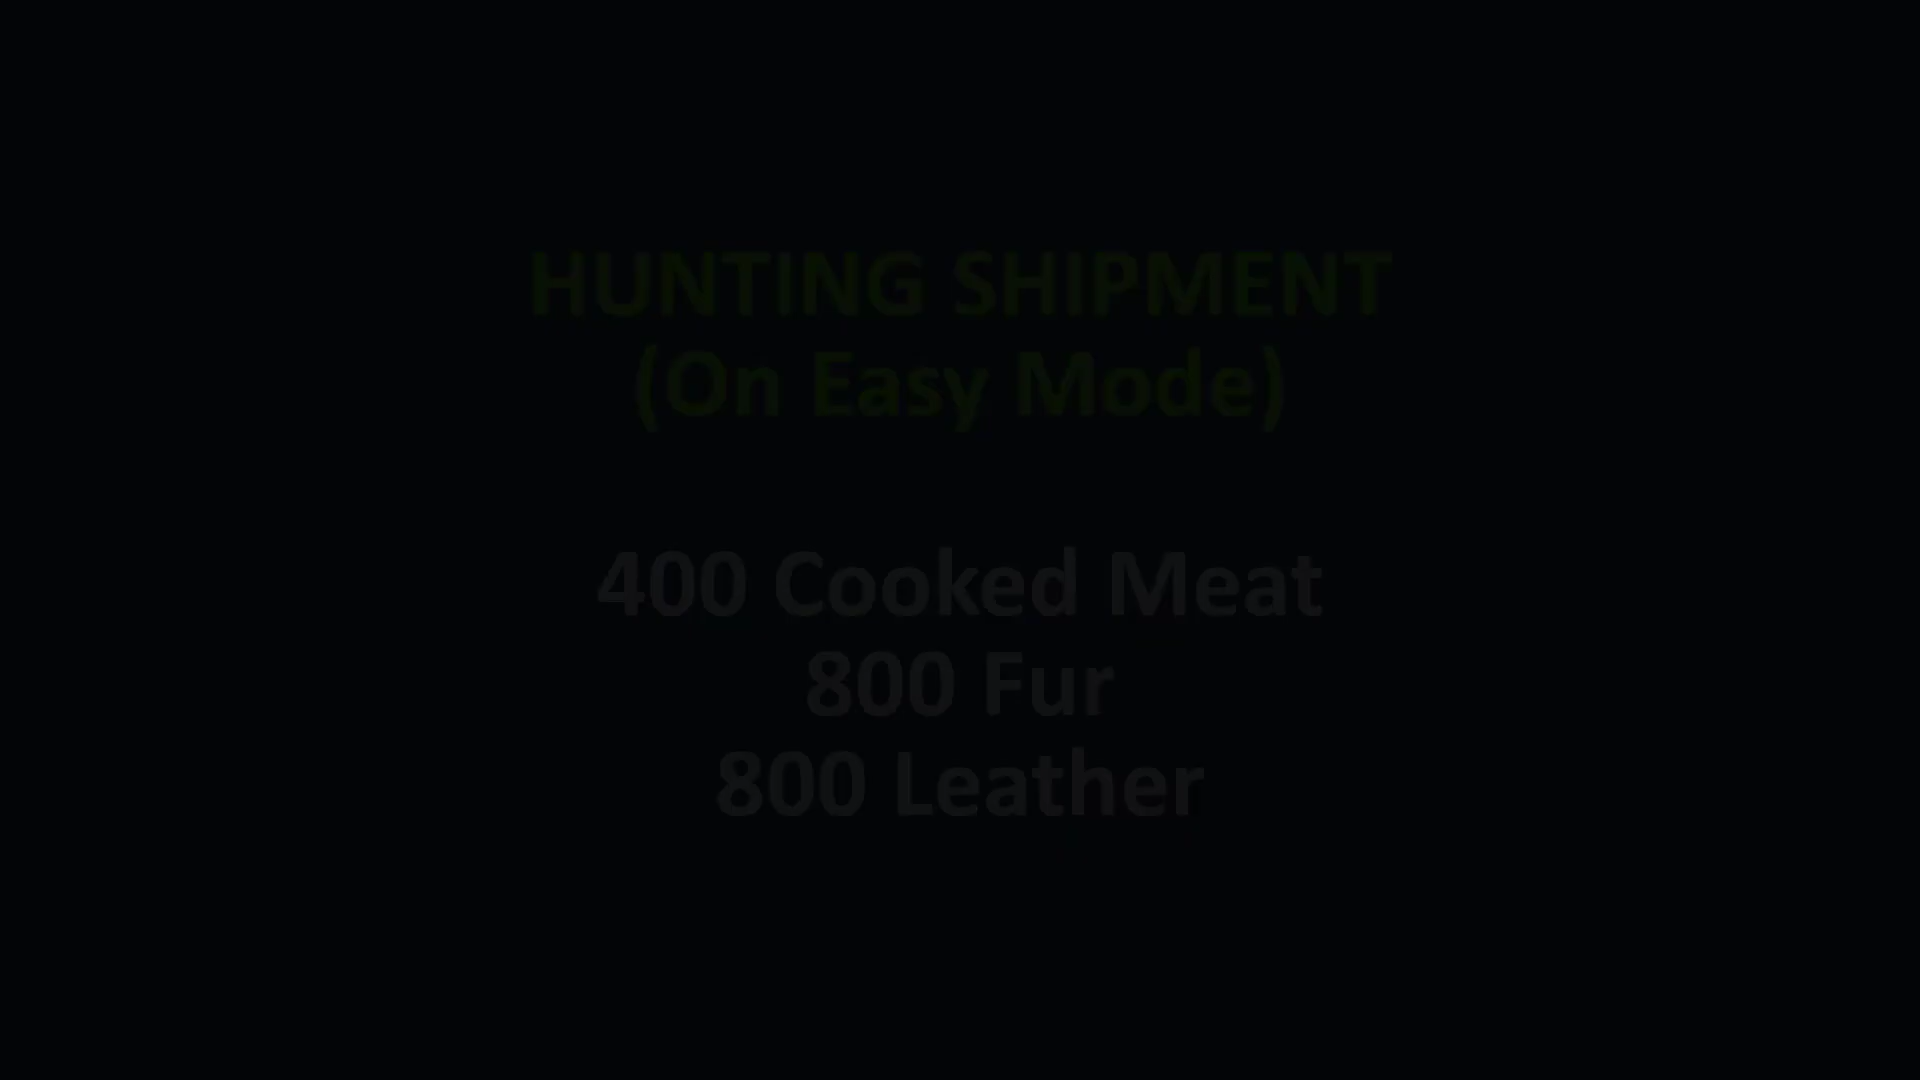 HUNTING SHIPMENT
(On Easy Mode)
400 Cooked Meat
800 Fur
800 Leather